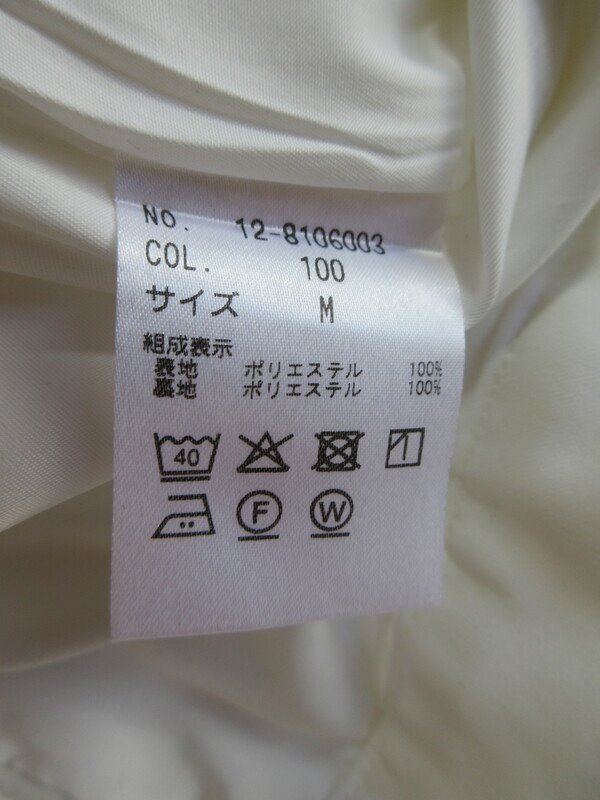 NO. 12-8106003
COL. 100
サイズ M
組成表示
表地 ポリエステル 100%
裏地 ポリエステル 100%
40
F W